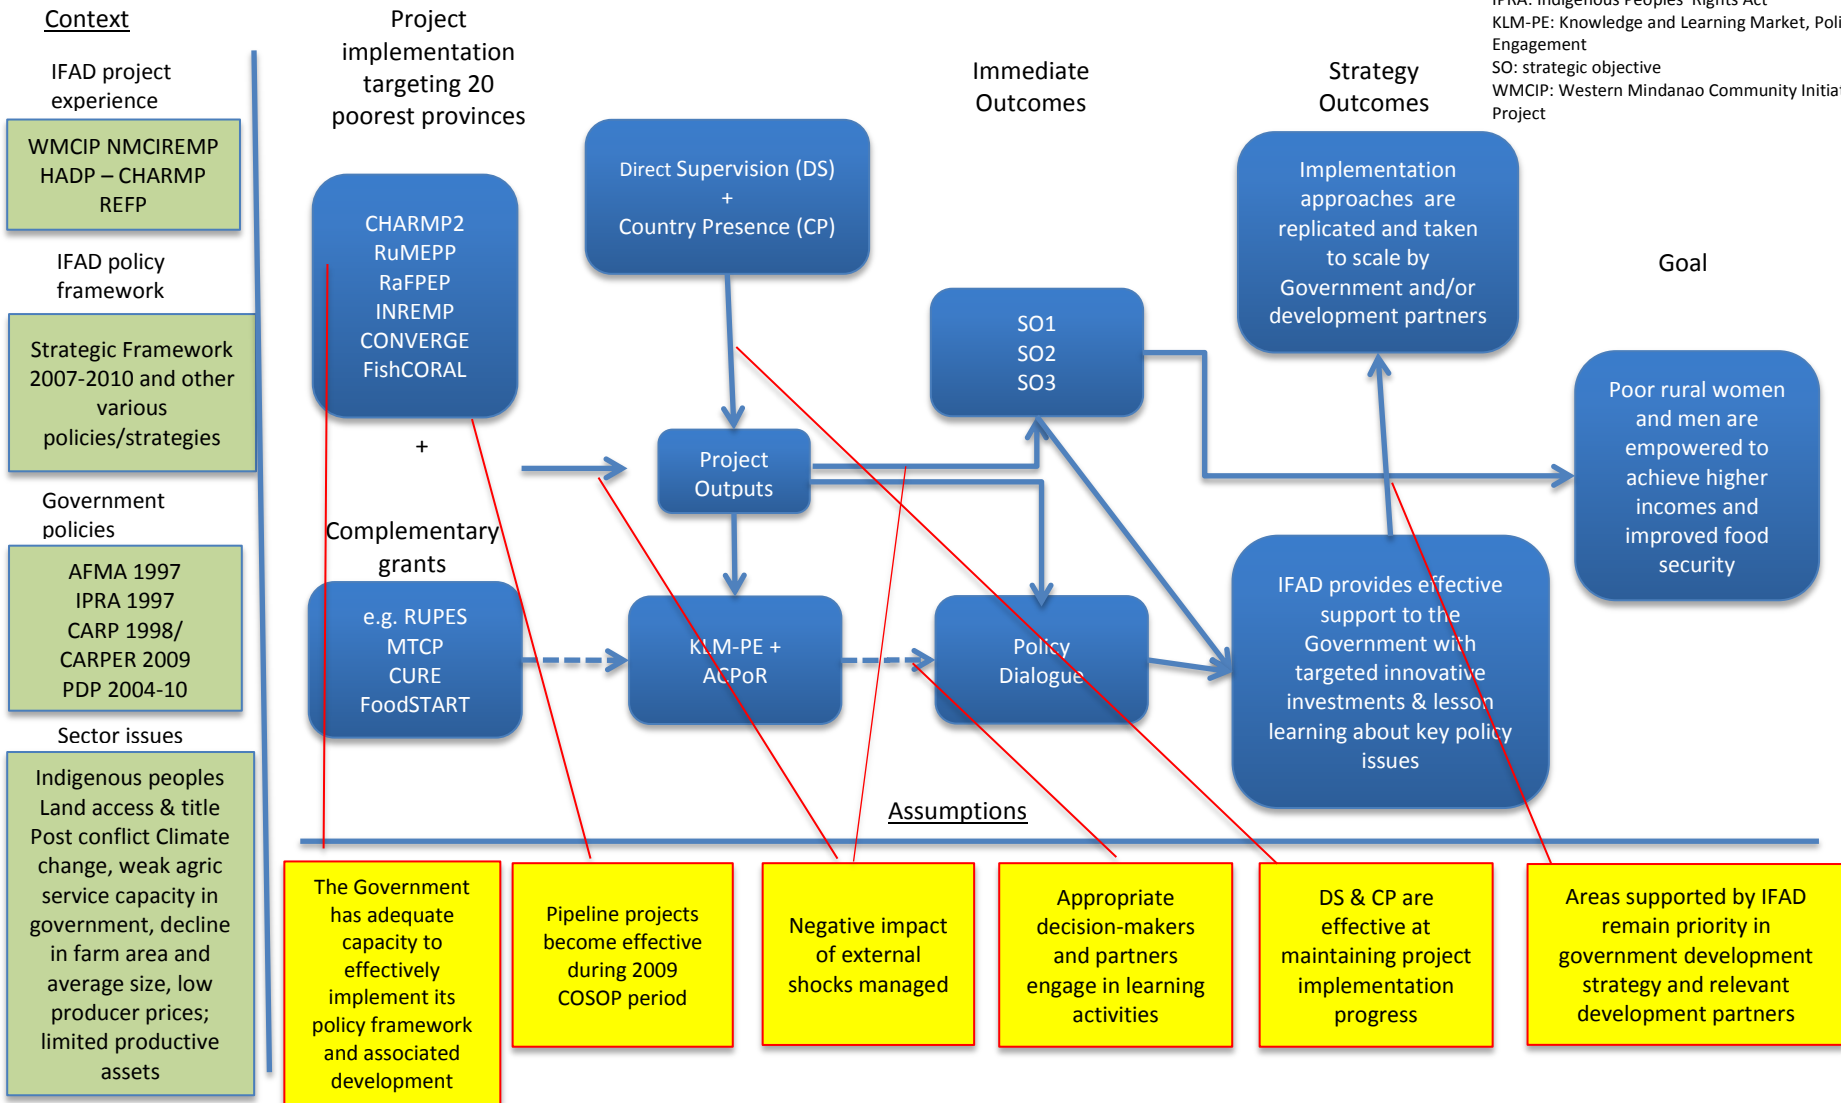 Context
IFAD project
experience
WMCIP NMCIREMP
HADP – CHARMP
REFP
IFAD policy
framework
Strategic Framework
2007-2010 and other
various
policies/strategies
Government
policies
AFMA 1997
IPRA 1997
CARP 1998/
CARPER 2009
PDP 2004-10
Sector issues
Indigenous peoples
Land access & title
Post conflict Climate
change, weak agric
service capacity in
government, decline
in farm area and
average size, low
producer prices;
limited productive
assets
Project
implementation
targeting 20
poorest provinces
CHARMP2
RuMEPP
RaFPEP
INREMP
CONVERGE
FishCORAL
+
Complementary
grants
e.g. RUPES
MTCP
CURE
FoodSTART
Direct Supervision (DS)
+
Country Presence (CP)
Project
Outputs
KLM-PE +
ACPoR
Immediate
Outcomes
SO1
SO2
SO3
Policy
Dialogue
Strategy
Outcomes
Implementation
approaches are
replicated and taken
to scale by
Government and/or
development partners
IFAD provides effective
support to the
Government with
targeted innovative
investments & lesson
learning about key policy
issues
IPRA: Indigenous Peoples' Rights Act
KLM-PE: Knowledge and Learning Market, Poli
Engagement
SO: strategic objective
WMCIP: Western Mindanao Community Initia
Project
Goal
Poor rural women
and men are
empowered to
achieve higher
incomes and
improved food
security
Assumptions
The Government
has adequate
capacity to
effectively
implement its
policy framework
and associated
development
Pipeline projects
become effective
during 2009
COSOP period
Negative impact
of external
shocks managed
Appropriate
decision-makers
and partners
engage in learning
activities
DS & CP are
effective at
maintaining project
implementation
progress
Areas supported by IFAD
remain priority in
government development
strategy and relevant
development partners